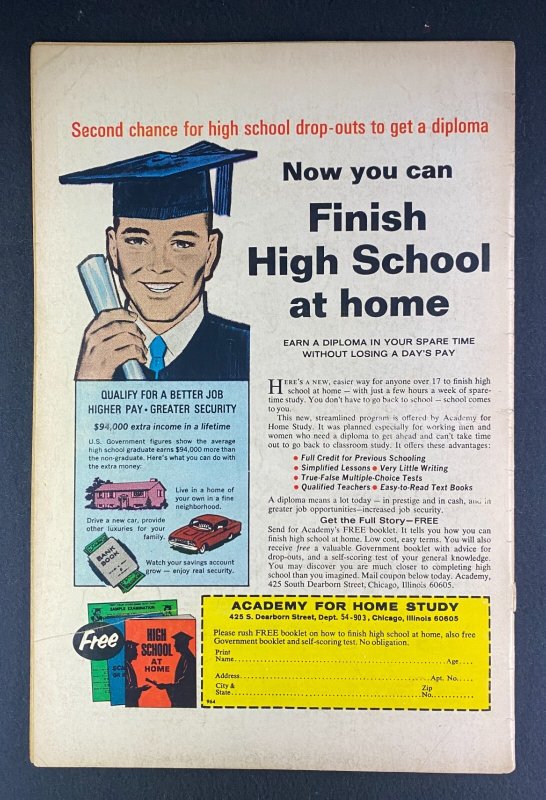 Second chance for high school drop-outs to get a diploma
Now you can
Finish
High School
at home
EARN A DIPLOMA IN YOUR SPARE TIME
WITHOUT LOSING A DAY'S PAY
HERE'S A NEW, easier way for anyone over 17 to finish high
school at home — with just a few hours a week of spare-
time study. You don't have to go back to school — school comes
to you.
This new, streamlined program is offered by Academy for
Home Study. It was planned especially for working men and
women who need a diploma to get ahead and can't take time
out to go back to classroom study. It offers these advantages:
• Full Credit for Previous Schooling
• Simplified Lessons • Very Little Writing
• True-False Multiple-Choice Tests
• Qualified Teachers • Easy-to-Read Text Books
A diploma means a lot today — in prestige and in cash, and in
greater job opportunities—increased job security.
Get the Full Story—FREE
Send for Academy's FREE booklet. It tells you how you can
finish high school at home. Low cost, easy terms. You will also
receive free a valuable Government booklet with advice for
drop-outs, and a self-scoring test of your general knowledge.
You may discover you are much closer to completing high
school than you imagined. Mail coupon below today. Academy,
425 South Dearborn Street, Chicago, Illinois 60605.
QUALIFY FOR A BETTER JOB
HIGHER PAY • GREATER SECURITY
$94,000 extra income in a lifetime
U.S. Government figures show the average
high school graduate earns $94,000 more than
the non-graduate. Here's what you can do with
the extra money.
Live in a home of
your own in a fine
neighborhood.
Drive a new car, provide
other luxuries for your
family.
BANK
BOOK
Watch your savings account
grow — enjoy real security.
Free
SAMPLE EXAMINATION
HIGH
SCHOOL
AT
HOME
ACADEMY FOR HOME STUDY
425 S. Dearborn Street, Dept. 54-903, Chicago, Illinois 60605
Please rush FREE booklet on how to finish high school at home, also free
Government booklet and self-scoring test. No obligation.
Print
Name Age
Address Apt. No.
City & Zip
State No.
964